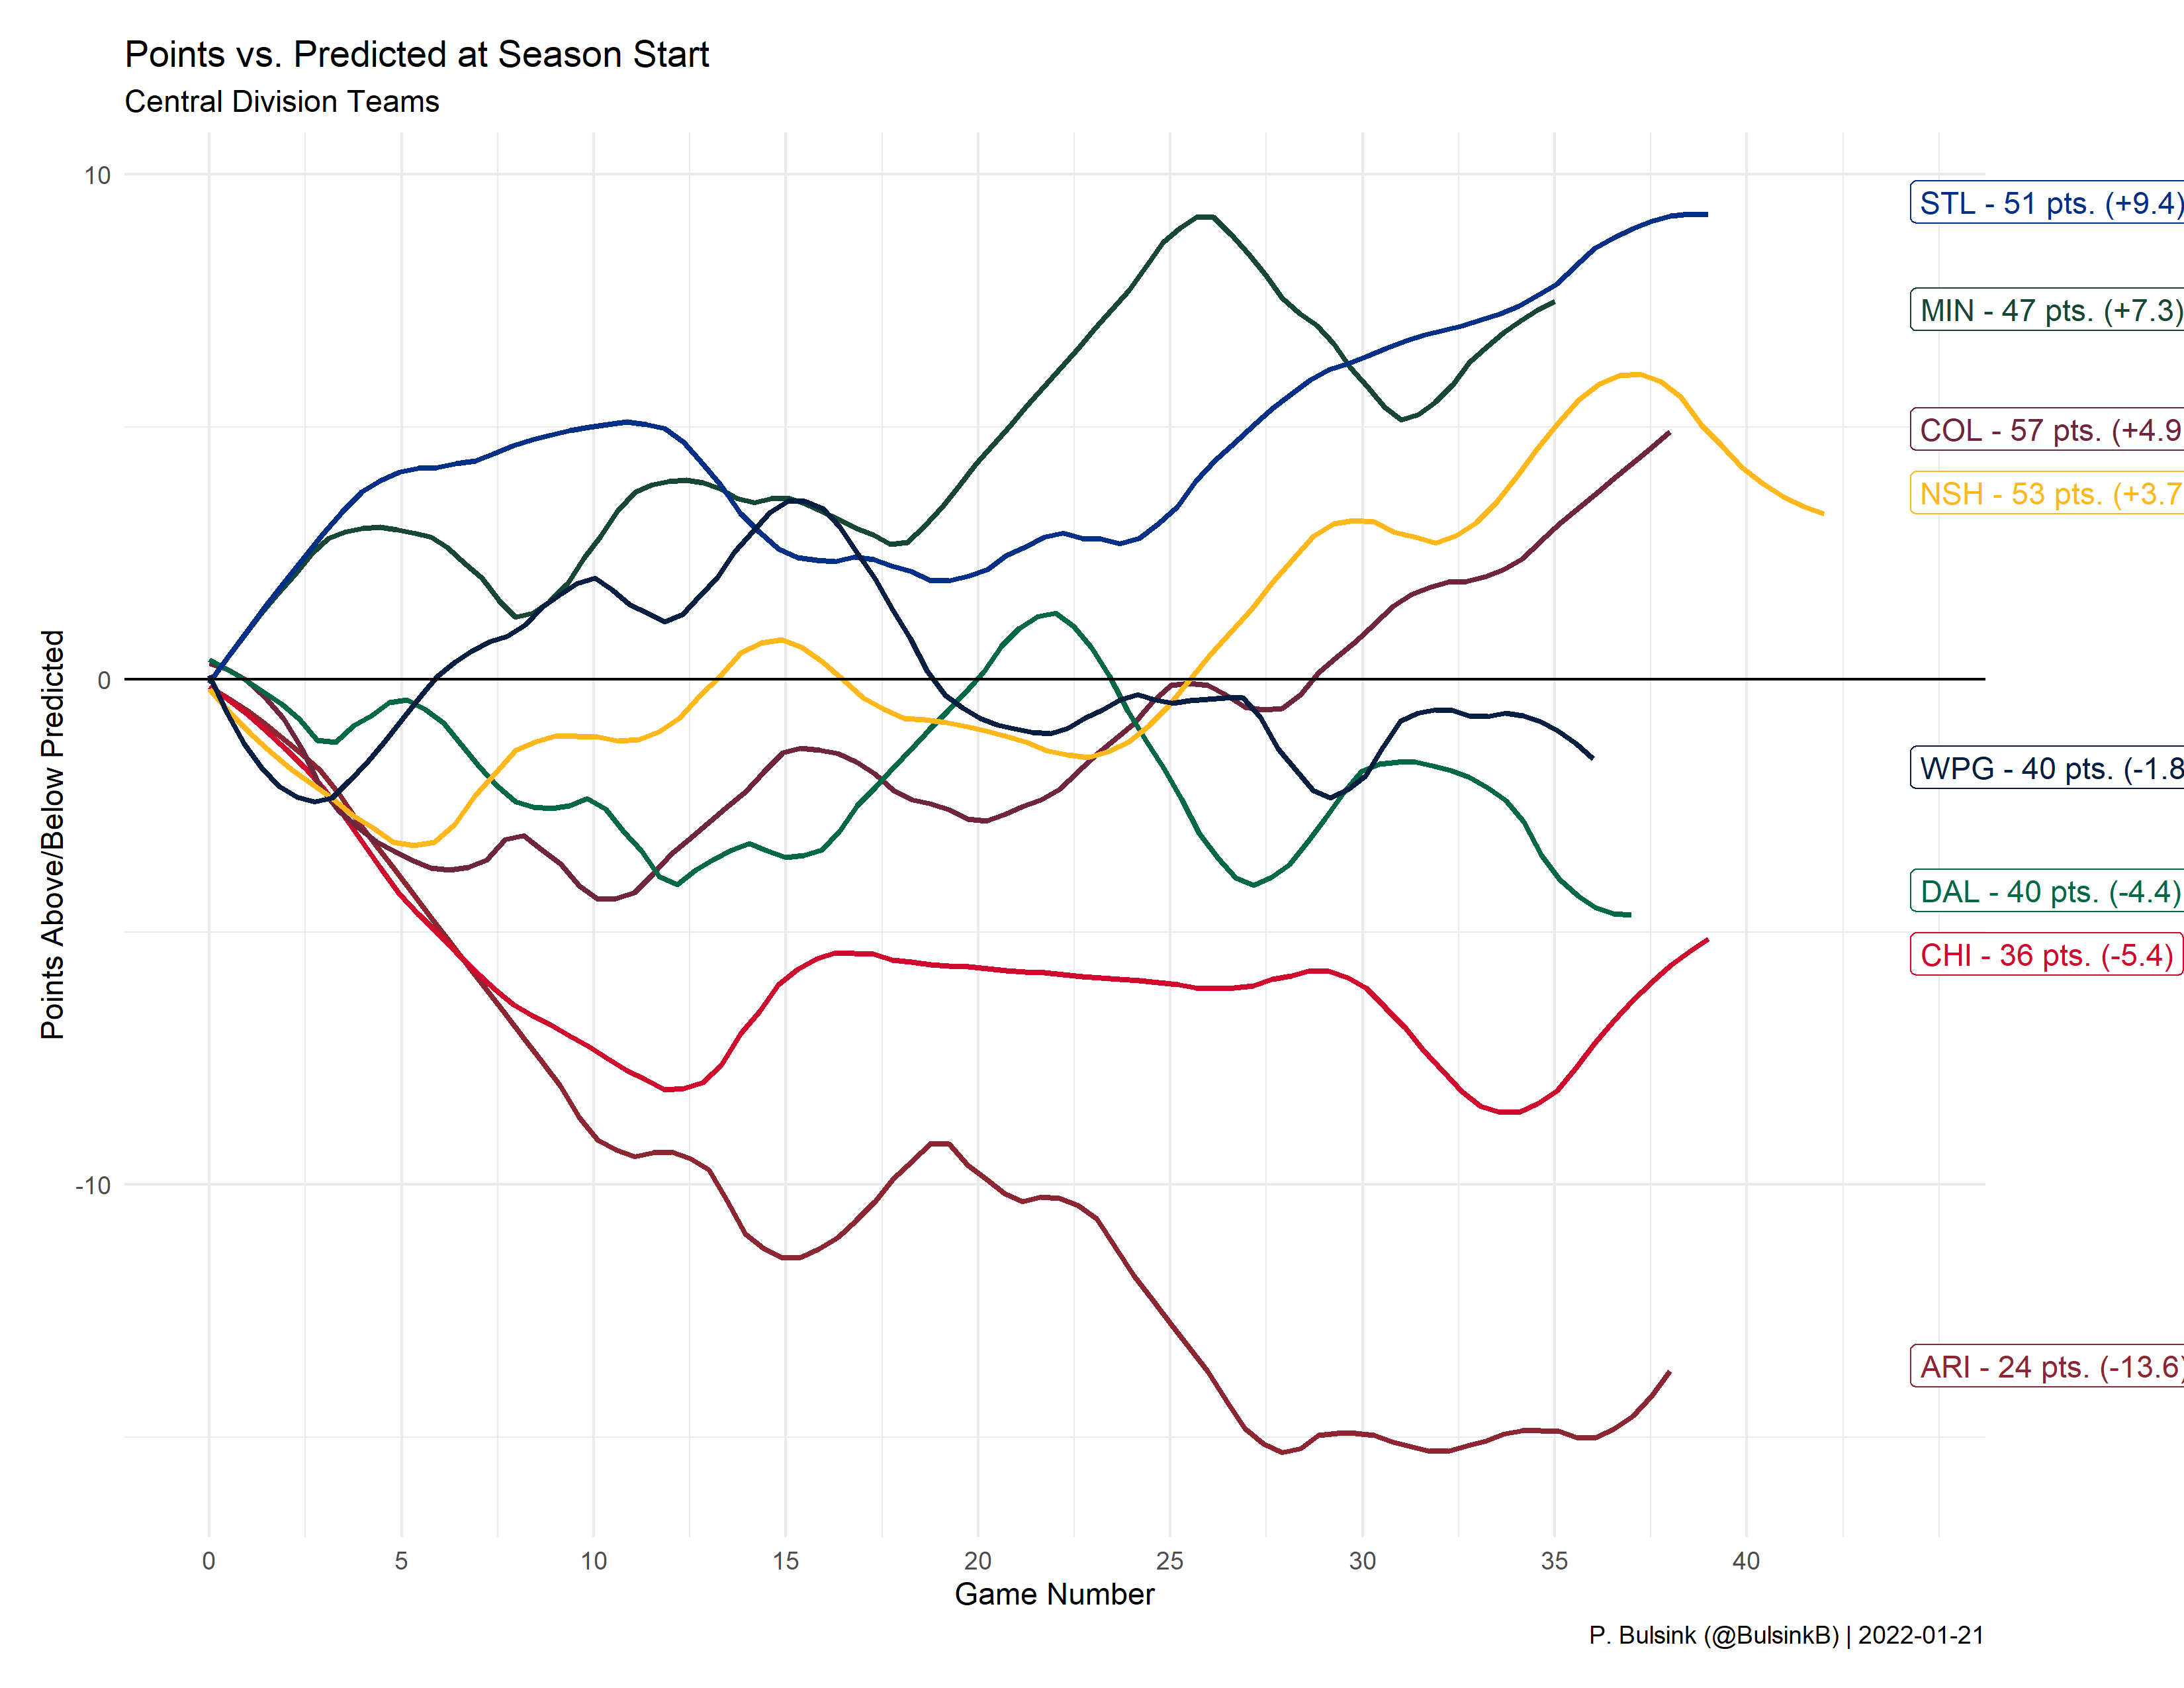 Points vs. Predicted at Season Start
Central Division Teams
Points Above/Below Predicted
10
0
-10
STL - 51 pts. (+9.4)
MIN - 47 pts. (+7.3)
COL - 57 pts. (+4.9
NSH - 53 pts. (+3.7
WPG - 40 pts. (-1.8
DAL - 40 pts. (-4.4)
CHI - 36 pts. (-5.4)
ARI - 24 pts. (-13.6)
0 5 10 15 20 25 30 35 40
Game Number
P. Bulsink (@BulsinkB) | 2022-01-21